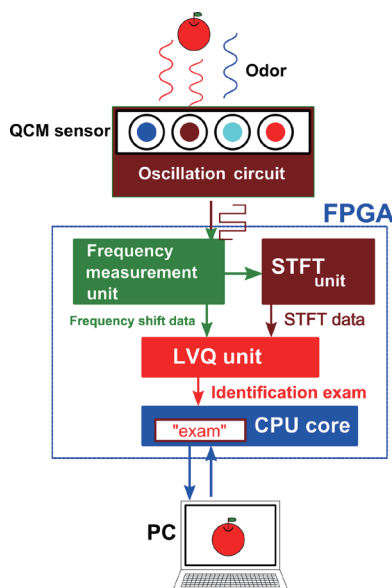 Odor
QCM sensor
Oscillation circuit
FPGA
Frequency
measurement
unit
STFT
unit
Frequency shift data
STFT data
LVQ unit
Identification exam
"exam"
CPU core
PC